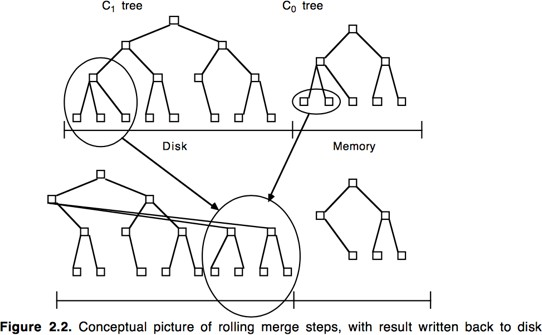 C1 tree
C0 tree
Disk
Memory
Figure 2.2. Conceptual picture of rolling merge steps, with result written back to disk